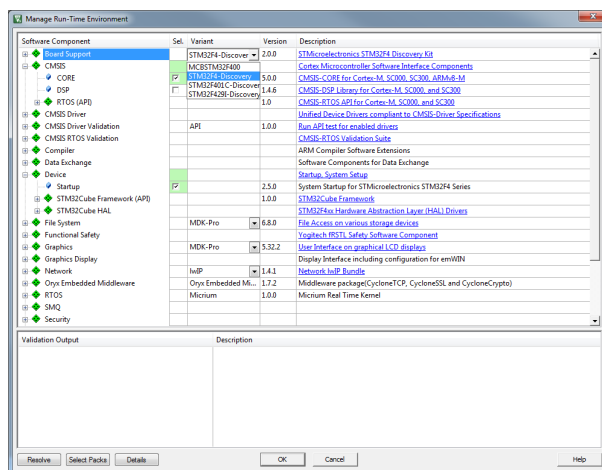 Manage Run-Time Environment
Software Component Sel. Variant Version Description
Board Support STM32F4-Discover 2.0.0 STMicroelectronics STM32F4 Discovery Kit
CMSIS MCBSTM32F400 Cortex Microcontroller Software Interface Components
CORE STM32F4-Discovery 5.0.0 CMSIS-CORE for Cortex-M, SC000, SC300, ARMv8-M
DSP STM32F401C-Discover 1.4.6 CMSIS-DSP Library for Cortex-M, SC000, and SC300
STM32F429I-Discovery
RTOS (API) 1.0 CMSIS-RTOS API for Cortex-M, SC000, and SC300
CMSIS Driver Unified Device Drivers compliant to CMSIS-Driver Specifications
CMSIS Driver Validation API 1.0.0 Run API test for enabled drivers
CMSIS RTOS Validation CMSIS-RTOS Validation Suite
Compiler ARM Compiler Software Extensions
Data Exchange Software Components for Data Exchange
Device Startup, System Setup
Startup 2.5.0 System Startup for STMicroelectronics STM32F4 Series
STM32Cube Framework (API) 1.0.0 STM32Cube Framework
STM32Cube HAL STM32F4xx Hardware Abstraction Layer (HAL) Drivers
File System MDK-Pro 6.8.0 File Access on various storage devices
Functional Safety Yogitech fRSTL Safety Software Component
Graphics MDK-Pro 5.32.2 User Interface on graphical LCD displays
Graphics Display Display Interface including configuration for emWIN
Network IwIP 1.4.1 Network IwIP Bundle
Oryx Embedded Middleware Oryx Embedded Mi... 1.7.2 Middleware package(CycloneTCP, CycloneSSL and CycloneCrypto)
RTOS Micrium 1.0.0 Micrium Real Time Kernel
SMQ
Security
Validation Output Description
Resolve Select Packs Details OK Cancel Help